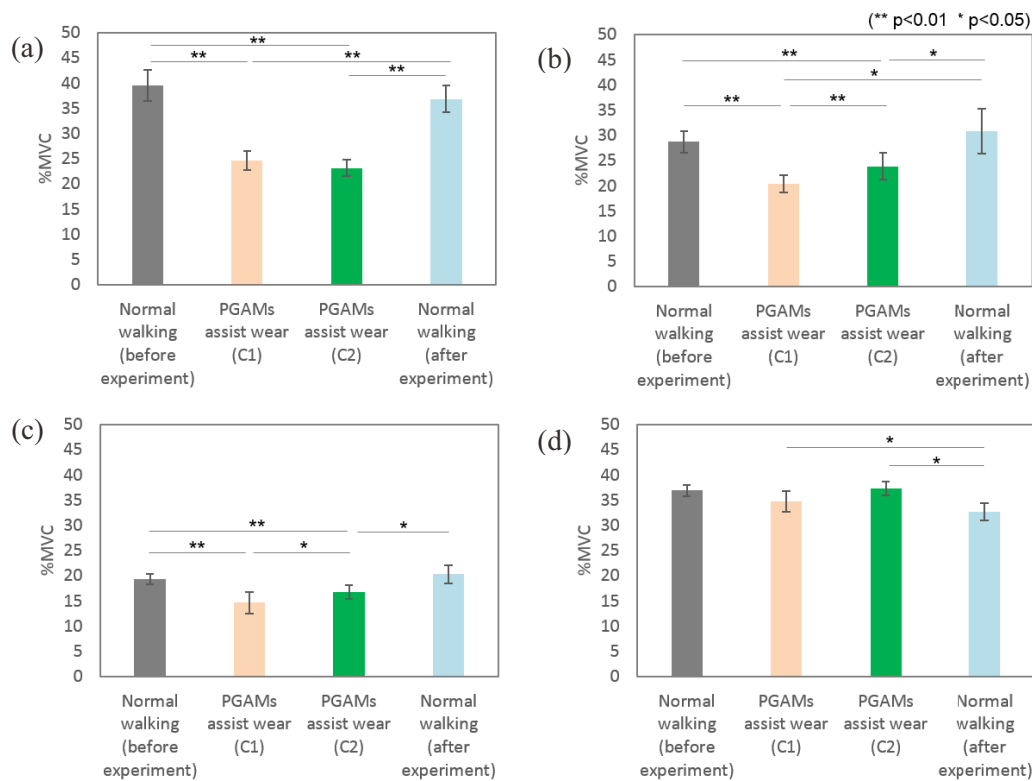 (** p<0.01 * p<0.05)
(a)
50
45
40
35
30
25
20
15
10
5
0
%MVC
**
**
**
**
Normal walking (before experiment)
PGAMs assist wear (C1)
PGAMs assist wear (C2)
Normal walking (after experiment)
(b)
50
45
40
35
30
25
20
15
10
5
0
%MVC
**
*
*
**
**
Normal walking (before experiment)
PGAMs assist wear (C1)
PGAMs assist wear (C2)
Normal walking (after experiment)
(c)
50
45
40
35
30
25
20
15
10
5
0
%MVC
**
*
**
*
Normal walking (before experiment)
PGAMs assist wear (C1)
PGAMs assist wear (C2)
Normal walking (after experiment)
(d)
50
45
40
35
30
25
20
15
10
5
0
%MVC
*
*
Normal walking (before experiment)
PGAMs assist wear (C1)
PGAMs assist wear (C2)
Normal walking (after experiment)